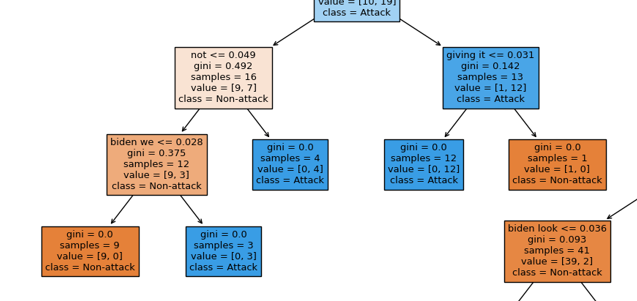 value = [10, 19]
class = Attack
not <= 0.049
gini = 0.492
samples = 16
value = [9, 7]
class = Non-attack
giving it <= 0.031
gini = 0.142
samples = 13
value = [1, 12]
class = Attack
biden we <= 0.028
gini = 0.375
samples = 12
value = [9, 3]
class = Non-attack
gini = 0.0
samples = 4
value = [0, 4]
class = Attack
gini = 0.0
samples = 12
value = [0, 12]
class = Attack
gini = 0.0
samples = 1
value = [1, 0]
class = Non-attack
gini = 0.0
samples = 9
value = [9, 0]
class = Non-attack
gini = 0.0
samples = 3
value = [0, 3]
class = Attack
biden look <= 0.036
gini = 0.093
samples = 41
value = [39, 2]
class = Non-attack